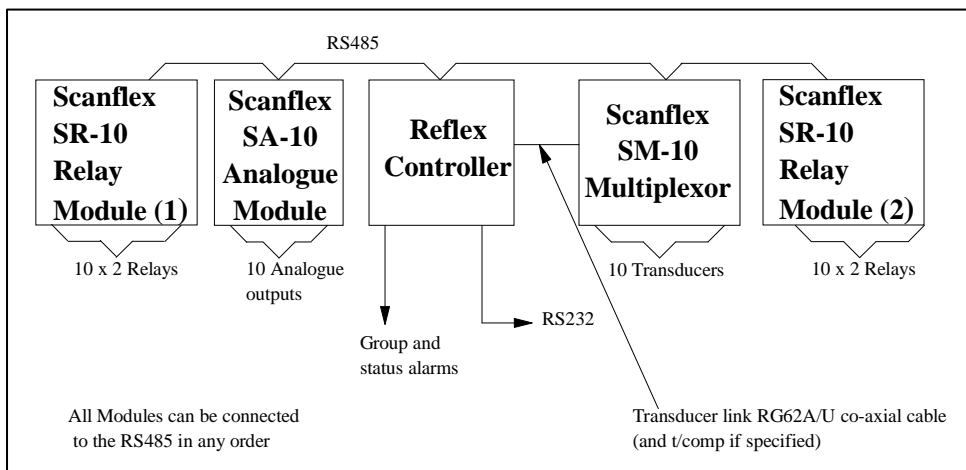 RS485
Scanflex
SR-10
Relay
Module (1)
Scanflex
SA-10
Analogue
Module
Reflex
Controller
Scanflex
SM-10
Multiplexor
Scanflex
SR-10
Relay
Module (2)
10 x 2 Relays
10 Analogue
outputs
10 Transducers
10 x 2 Relays
RS232
Group and
status alarms
All Modules can be connected
to the RS485 in any order
Transducer link RG62A/U co-axial cable
(and t/comp if specified)